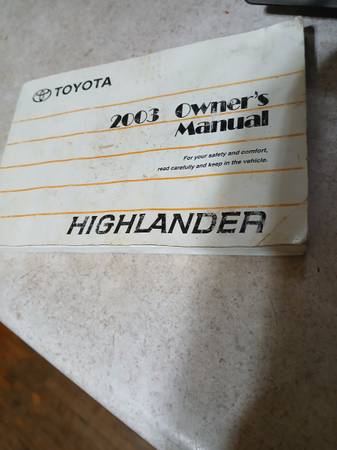 TOYOTA
2003 Owner's
Manual
For your safety and comfort,
read carefully and keep in the vehicle.
HIGHLANDER